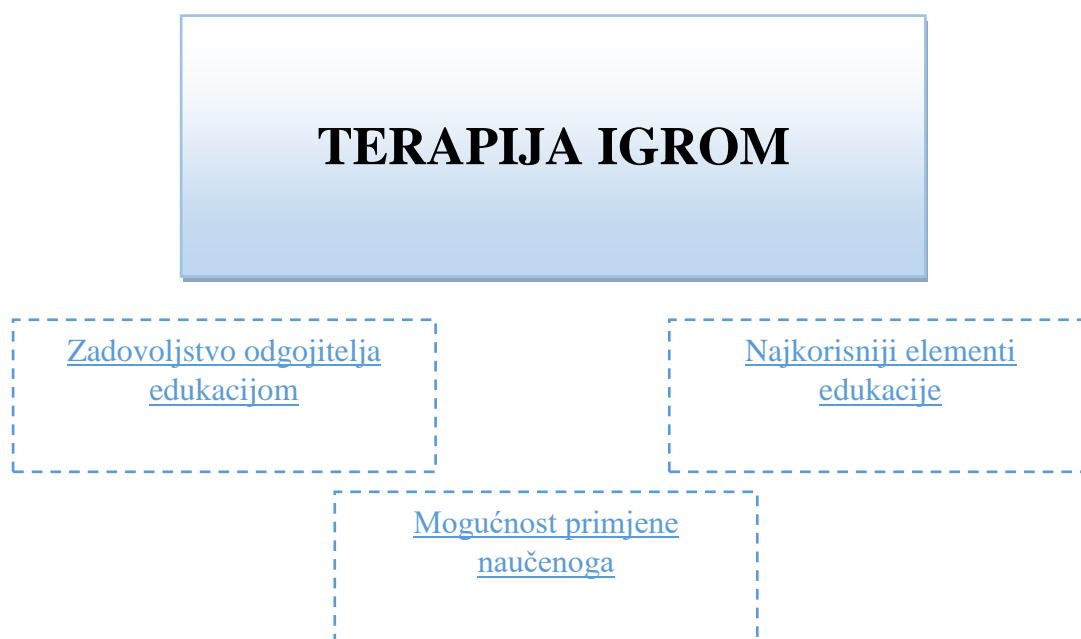 TERAPIJA IGROM
Zadovoljstvo odgojitelja
edukacijom
Najkorisniji elementi
edukacije
Mogućnost primjene
naučenoga